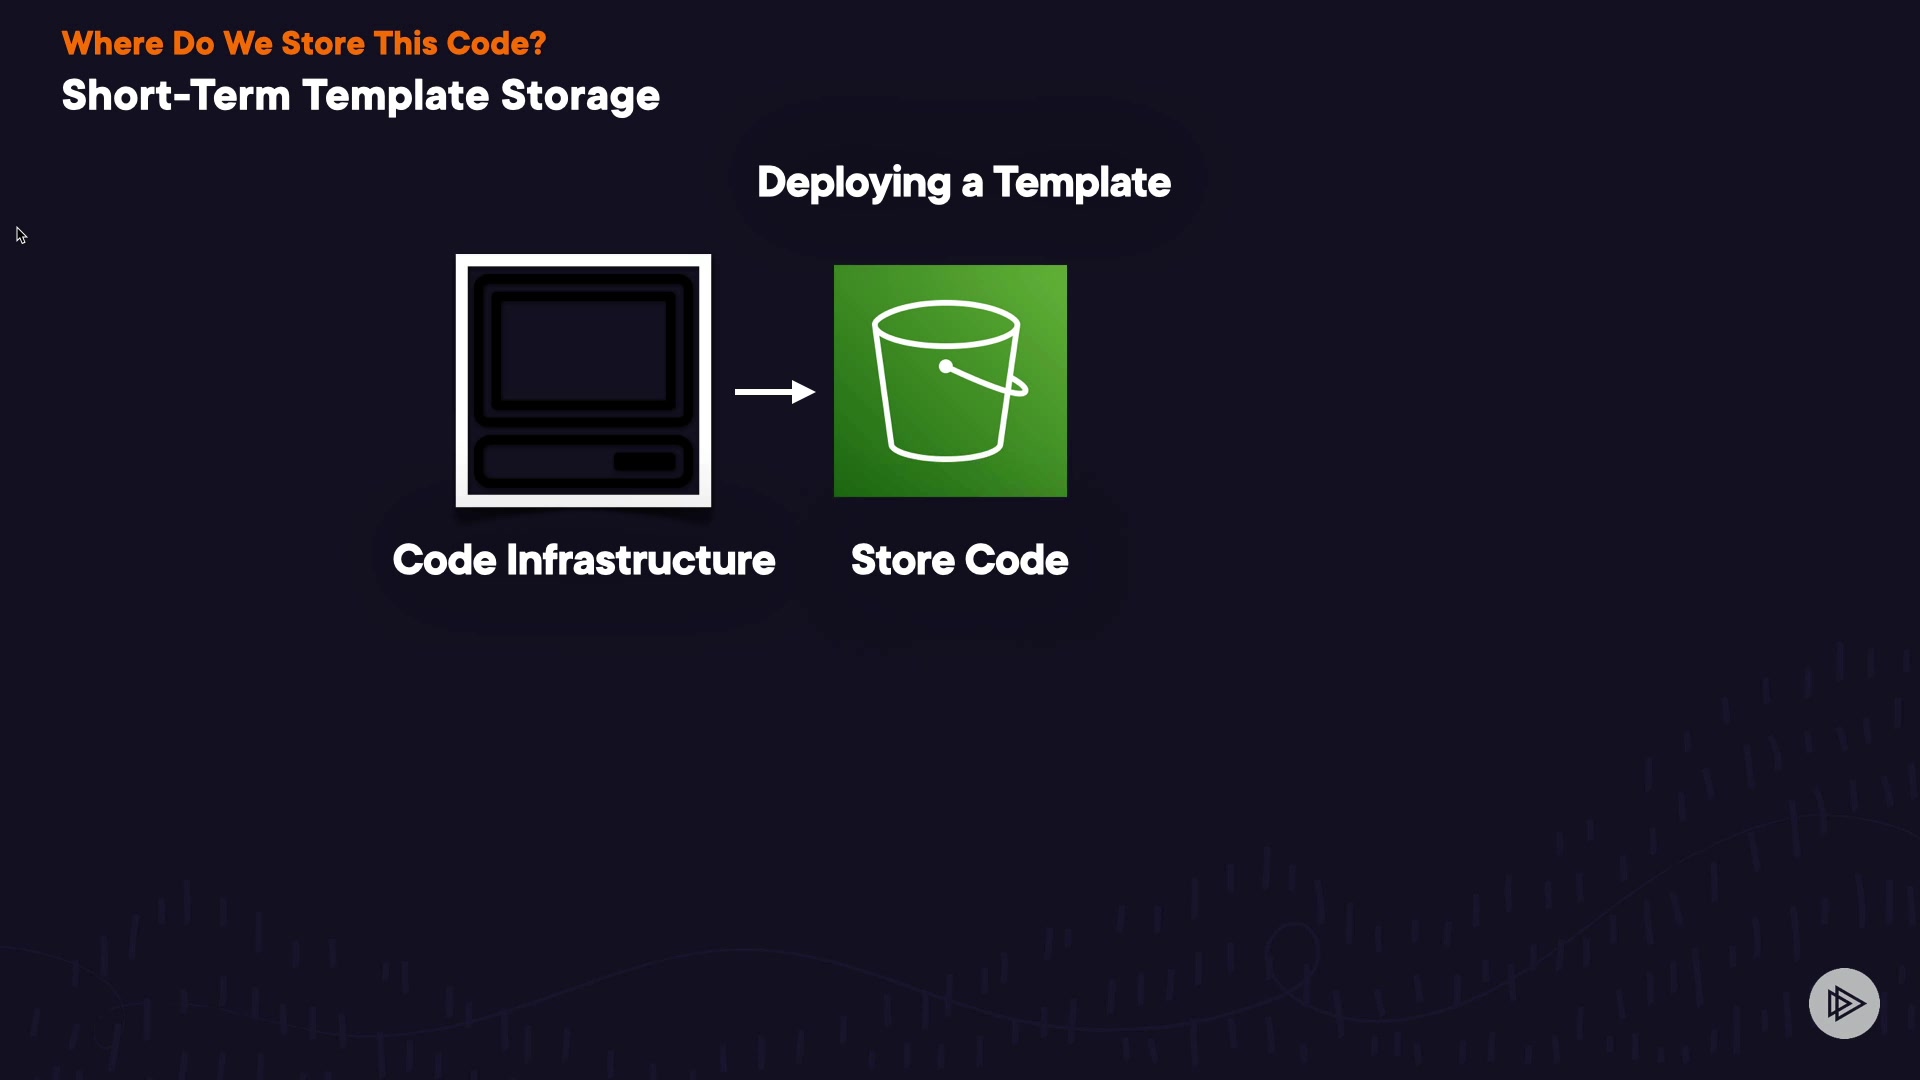 Where Do We Store This Code?
Short-Term Template Storage
Deploying a Template
Code Infrastructure
Store Code